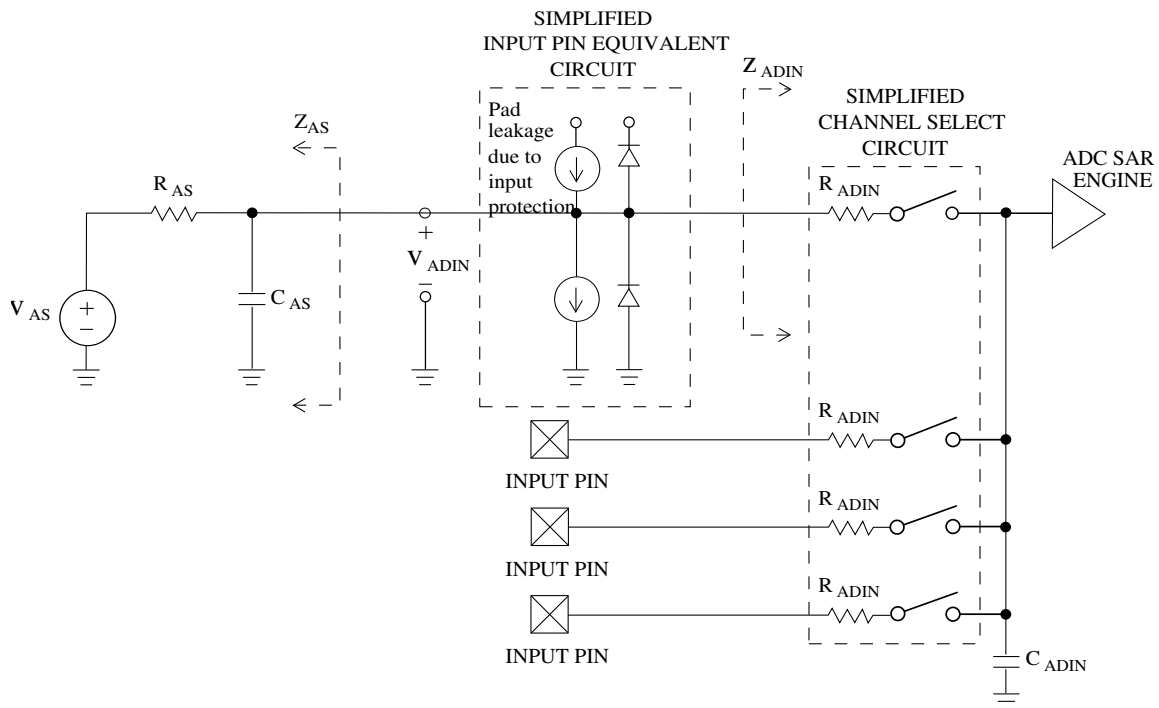 SIMPLIFIED
INPUT PIN EQUIVALENT
CIRCUIT
Z ADIN
SIMPLIFIED
CHANNEL SELECT
CIRCUIT
ADC SAR
ENGINE
Pad
leakage
due to
input
protection
Z AS
R AS
R ADIN
+
V ADIN
−
V AS
+
−
C AS
R ADIN
INPUT PIN
R ADIN
INPUT PIN
R ADIN
INPUT PIN
C ADIN